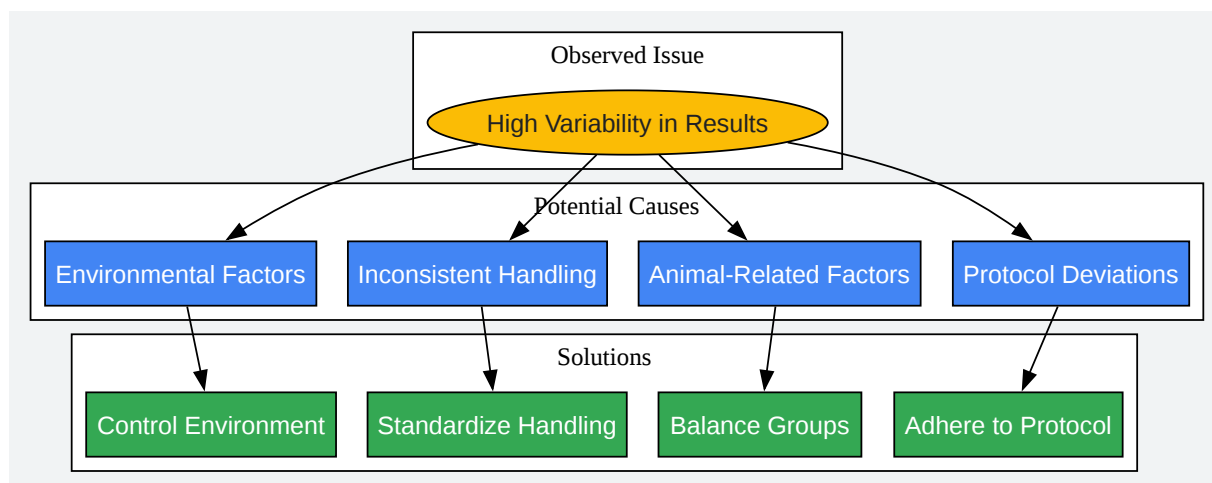 Observed Issue
High Variability in Results
Potential Causes
Environmental Factors
Inconsistent Handling
Animal-Related Factors
Protocol Deviations
Solutions
Control Environment
Standardize Handling
Balance Groups
Adhere to Protocol